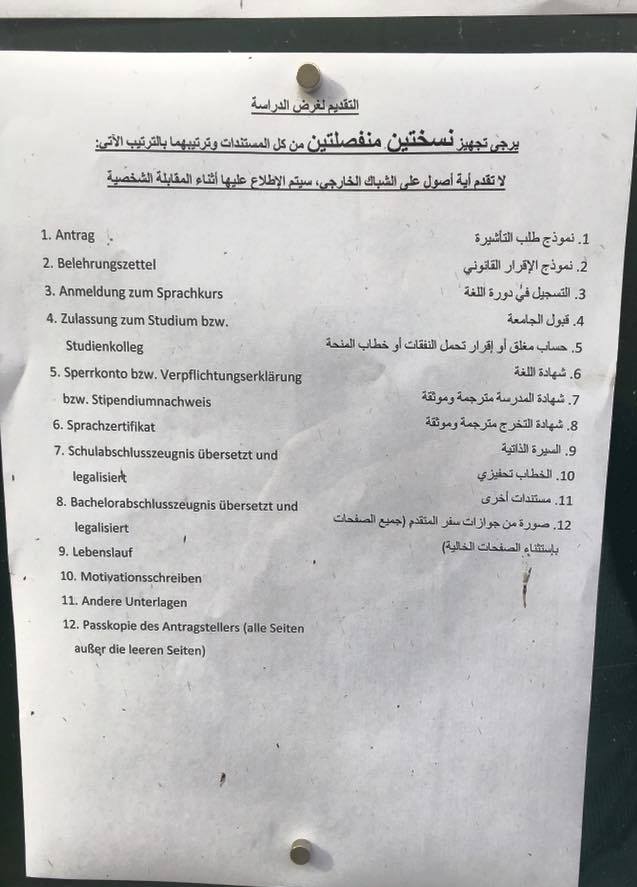 التقديم لغرض الدراسة
يرجى تجهيز نسختين منفصلتين من كل المستندات وترتيبهما بالترتيب الآتي:
لا تقدم أية أصول على الشباك الخارجي، سيتم الإطلاع عليها أثناء المقابلة الشخصية
1. Antrag
2. Belehrungszettel
3. Anmeldung zum Sprachkurs
4. Zulassung zum Studium bzw.
Studienkolleg
5. Sperrkonto bzw. Verpflichtungserklärung
bzw. Stipendiumnachweis
6. Sprachzertifikat
7. Schulabschlusszeugnis übersetzt und
legalisiert
8. Bachelorabschlusszeugnis übersetzt und
legalisiert
9. Lebenslauf
10. Motivationsschreiben
11. Andere Unterlagen
12. Passkopie des Antragstellers (alle Seiten
außer die leeren Seiten)
1. نموذج طلب التأشيرة
2. نموذج الإقرار القانوني
3. التسجيل في دورة اللغة
4. قبول الجامعة
5. حساب مغلق أو إقرار تحمل النفقات أو خطاب المنحة
6. شهادة اللغة
7. شهادة المدرسة مترجمة وموثقة
8. شهادة التخرج مترجمة وموثقة
9. السيرة الذاتية
10. الخطاب تحفيزي
11. مستندات أخرى
12. صورة من جوازات سفر المتقدم (جميع الصفحات
بإستثناء الصفحات الخالية)